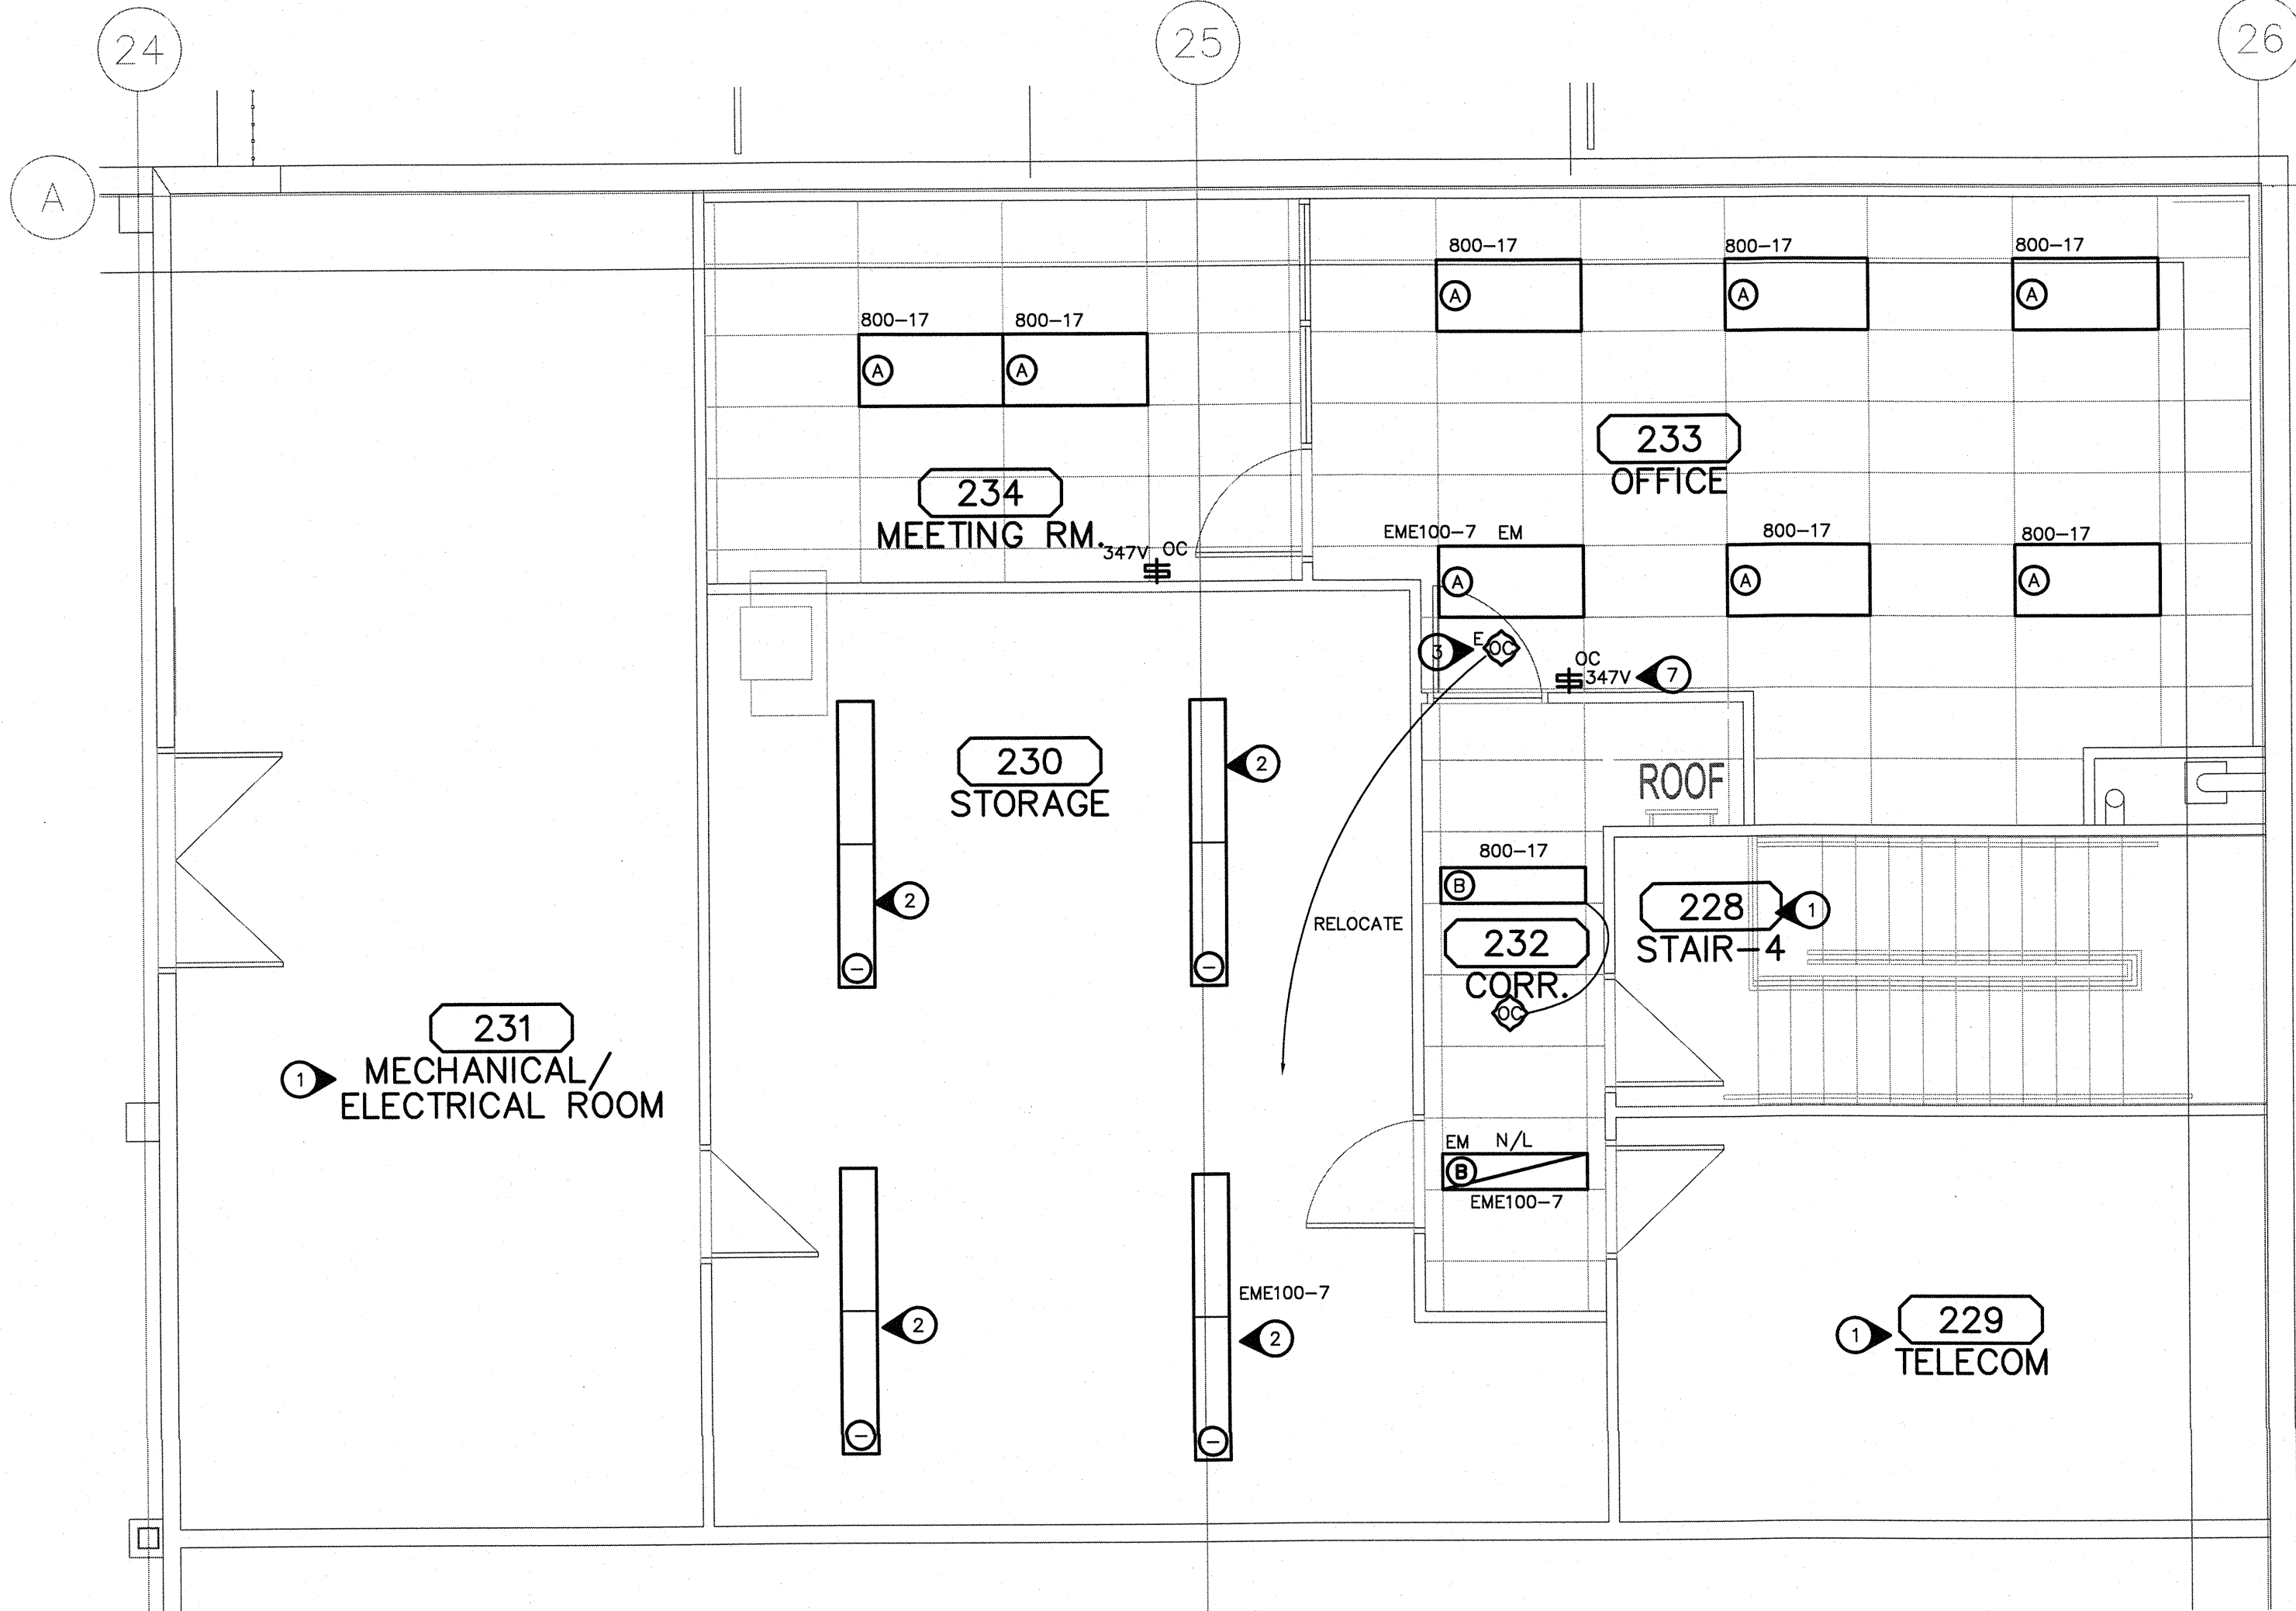 24
25
26
A
800-17
800-17
800-17
A
A
A
800-17
800-17
A
A
233
OFFICE
234
MEETING RM.
347V OC
EME100-7 EM
800-17
800-17
A
A
A
3
E
OC
OC
347V
7
230
STORAGE
2
ROOF
800-17
B
2
RELOCATE
228
1
STAIR-4
232
CORR.
OC
-
-
231
1
MECHANICAL/
ELECTRICAL ROOM
EM N/L
B
EME100-7
EME100-7
2
2
229
1
TELECOM
-
-